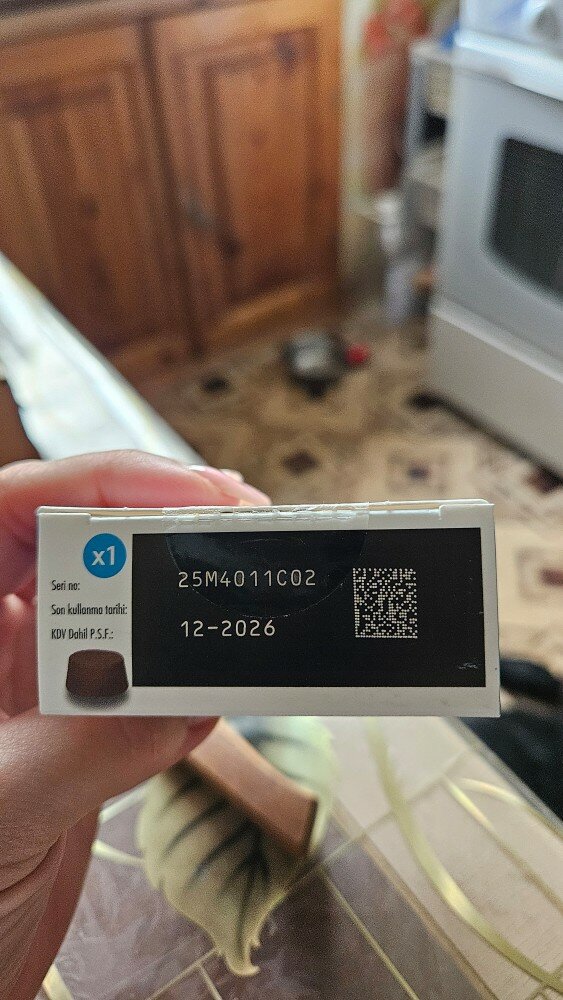 x1
Seri no: 25M4011C02
Son kullanma tarihi: 12-2026
KDV Dahil P.S.F.: